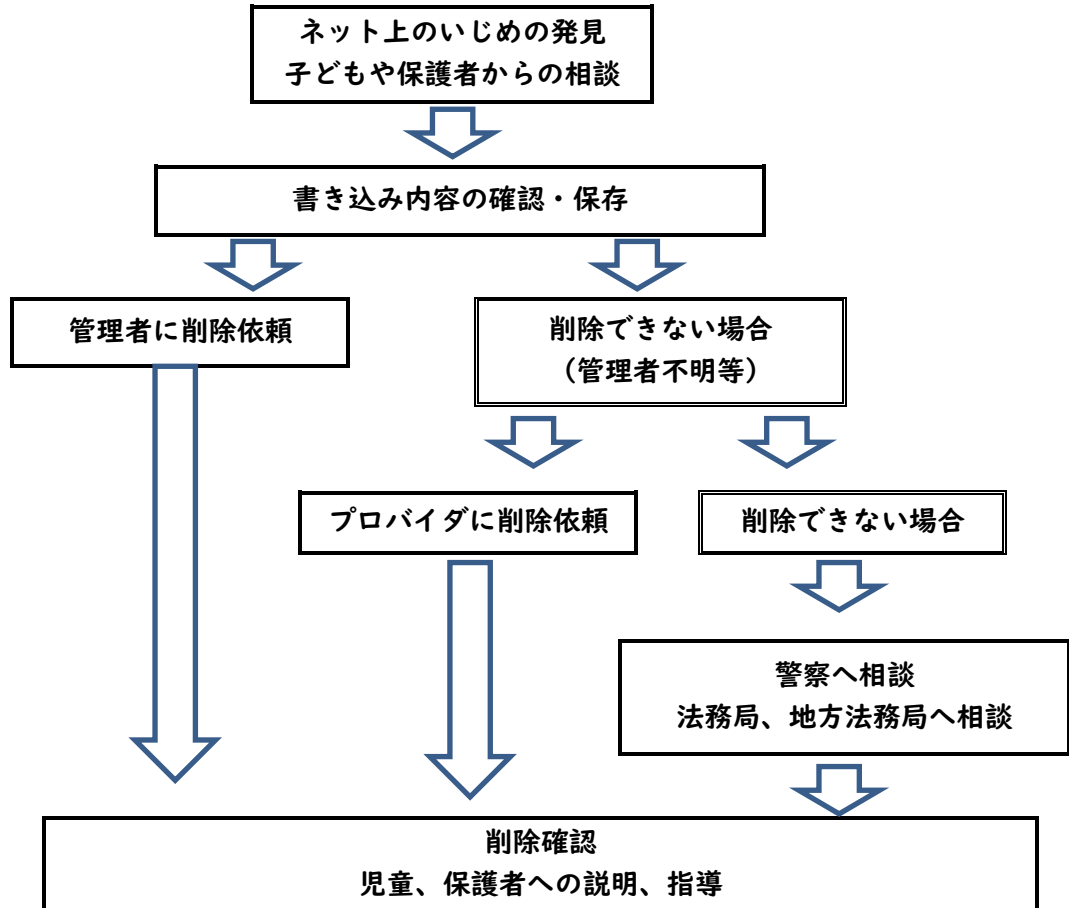 ネット上のいじめの発見
子どもや保護者からの相談
書き込み内容の確認・保存
管理者に削除依頼
削除できない場合
（管理者不明等）
プロバイダに削除依頼
削除できない場合
警察へ相談
法務局、地方法務局へ相談
削除確認
児童、保護者への説明、指導